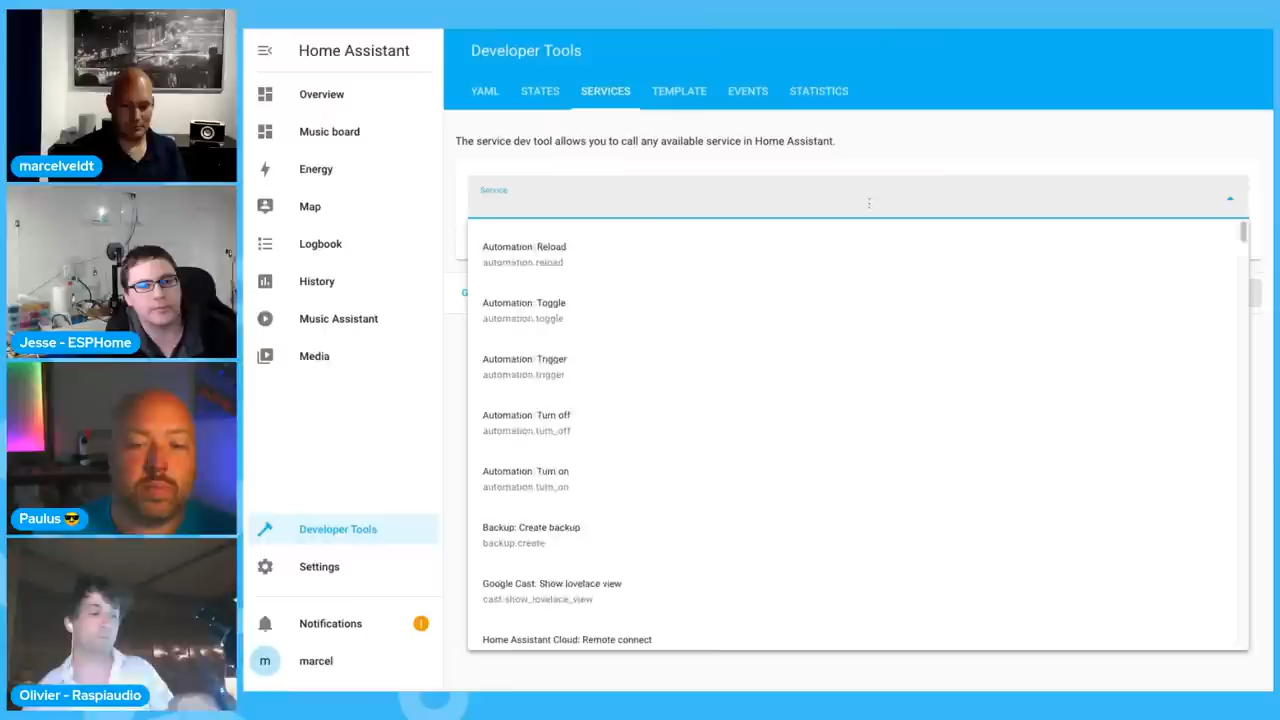 marcelveldt
Jesse - ESPHome
Paulus 😎
Olivier - Raspiaudio
Home Assistant
Overview
Music board
Energy
Map
Logbook
History
Music Assistant
Media
Developer Tools
Settings
Notifications
!
m
marcel
Developer Tools
YAML
STATES
SERVICES
TEMPLATE
EVENTS
STATISTICS
The service dev tool allows you to call any available service in Home Assistant.
Service
Automation: Reload
automation.reload
Automation: Toggle
automation.toggle
Automation: Trigger
automation.trigger
Automation: Turn off
automation.turn_off
Automation: Turn on
automation.turn_on
Backup: Create backup
backup.create
Google Cast: Show lovelace view
cast.show_lovelace_view
Home Assistant Cloud: Remote connect